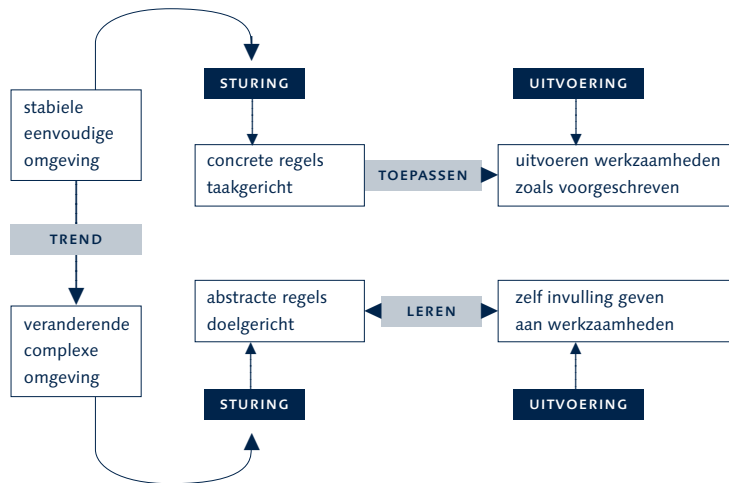 STURING
UITVOERING
stabiele
eenvoudige
omgeving
concrete regels
taakgericht
TOEPASSEN
uitvoeren werkzaamheden
zoals voorgeschreven
TREND
veranderende
complexe
omgeving
abstracte regels
doelgericht
LEREN
zelf invulling geven
aan werkzaamheden
STURING
UITVOERING